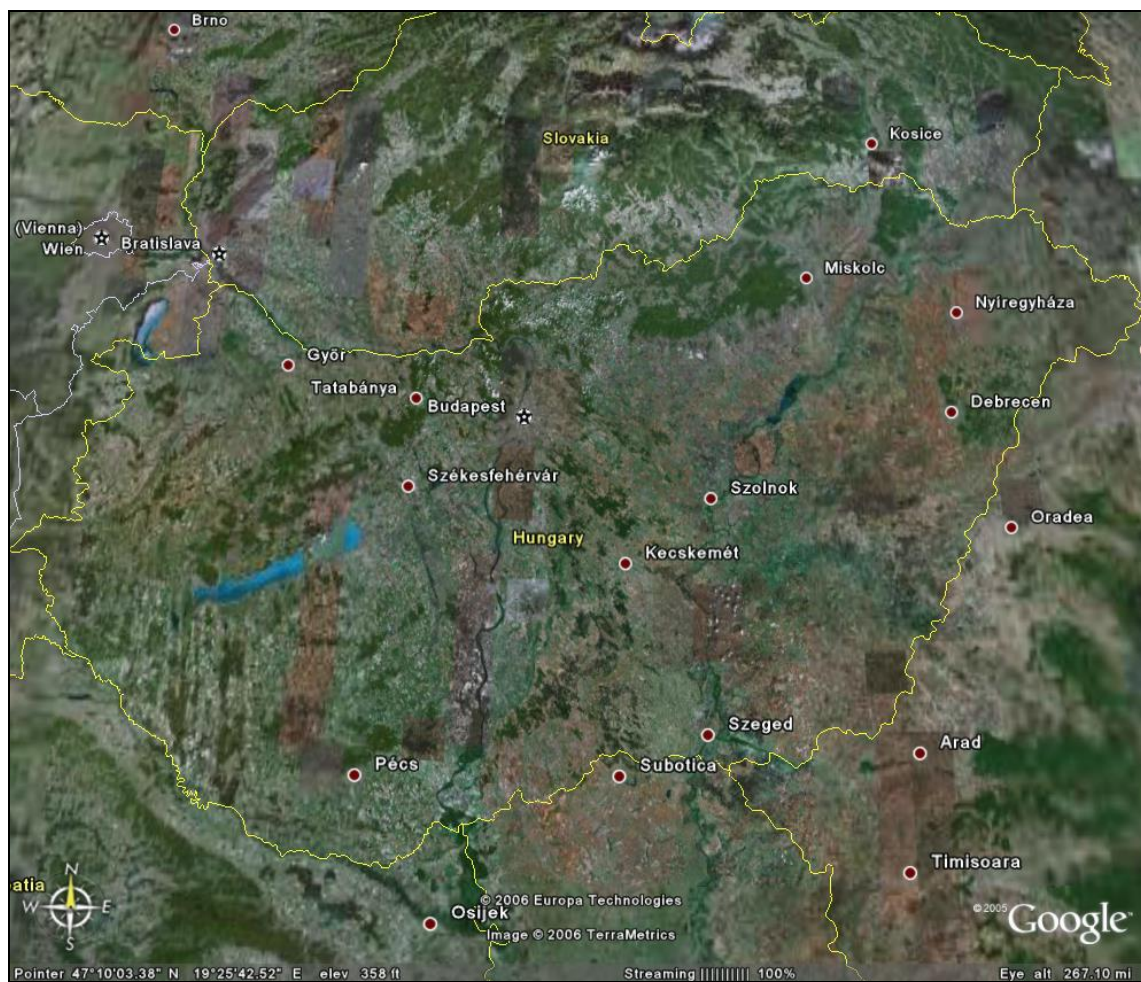 Brno
Slovakia
Kosice
(Vienna)
Wien
Bratislava
Miskolc
Nyíregyháza
Győr
Tatabánya
Budapest
Debrecen
Székesfehérvár
Szolnok
Oradea
Hungary
Kecskemét
Szeged
Arad
Pécs
Subotica
Timisoara
N
atia
W
E
S
© 2006 Europa Technologies
© 2005 Google™
Osijek
Image © 2006 TerraMetrics
Pointer 47°10'03.38" N 19°25'42.52" E elev 358 ft Streaming |||||||||| 100% Eye alt 267.10 mi